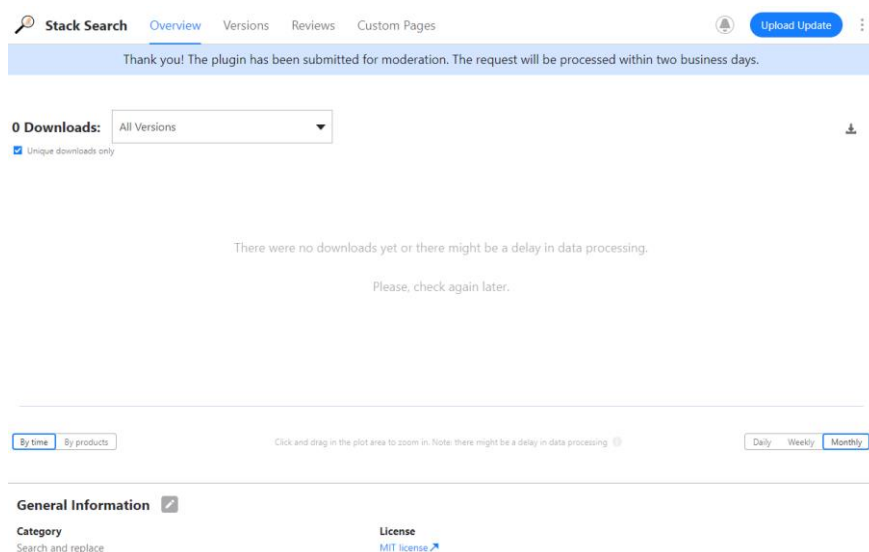 Stack Search Overview Versions Reviews Custom Pages Upload Update
Thank you! The plugin has been submitted for moderation. The request will be processed within two business days.
0 Downloads: All Versions
Unique downloads only
There were no downloads yet or there might be a delay in data processing.
Please, check again later.
By time By products Click and drag in the plot area to zoom in. Note: there might be a delay in data processing Daily Weekly Monthly
General Information
Category License
Search and replace MIT license